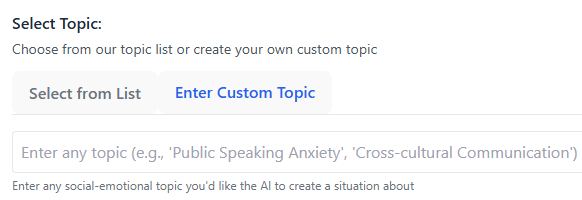 Select Topic:
Choose from our topic list or create your own custom topic
Select from List
Enter Custom Topic
Enter any topic (e.g., 'Public Speaking Anxiety', 'Cross-cultural Communication')
Enter any social-emotional topic you'd like the AI to create a situation about